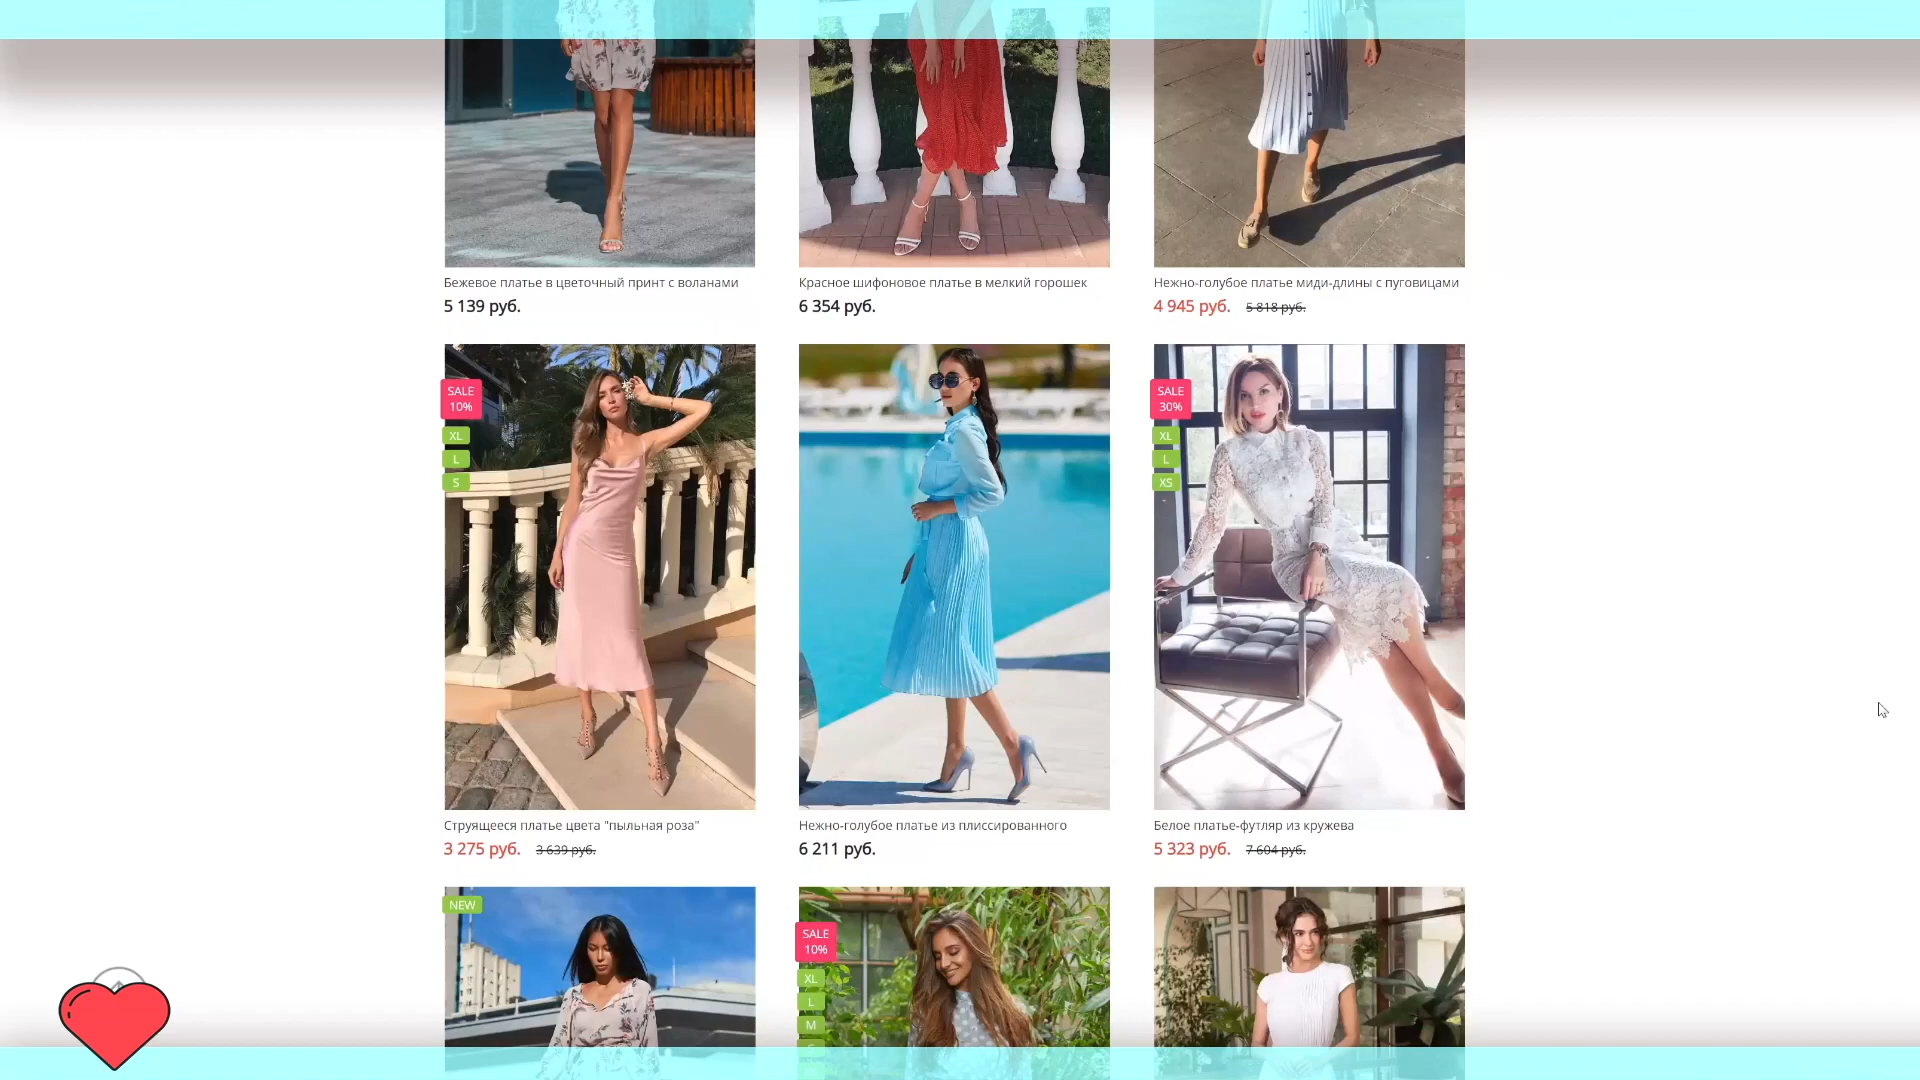 Бежевое платье в цветочный принт с воланами
5 139 руб.
Красное шифоновое платье в мелкий горошек
6 354 руб.
Нежно-голубое платье миди-длины с пуговицами
4 945 руб. 5 818 руб.
SALE
10%
XL
L
S
SALE
30%
XL
L
XS
Струящееся платье цвета "пыльная роза"
3 275 руб. 3 639 руб.
Нежно-голубое платье из плиссированного
6 211 руб.
Белое платье-футляр из кружева
5 323 руб. 7 604 руб.
NEW
SALE
10%
XL
L
M